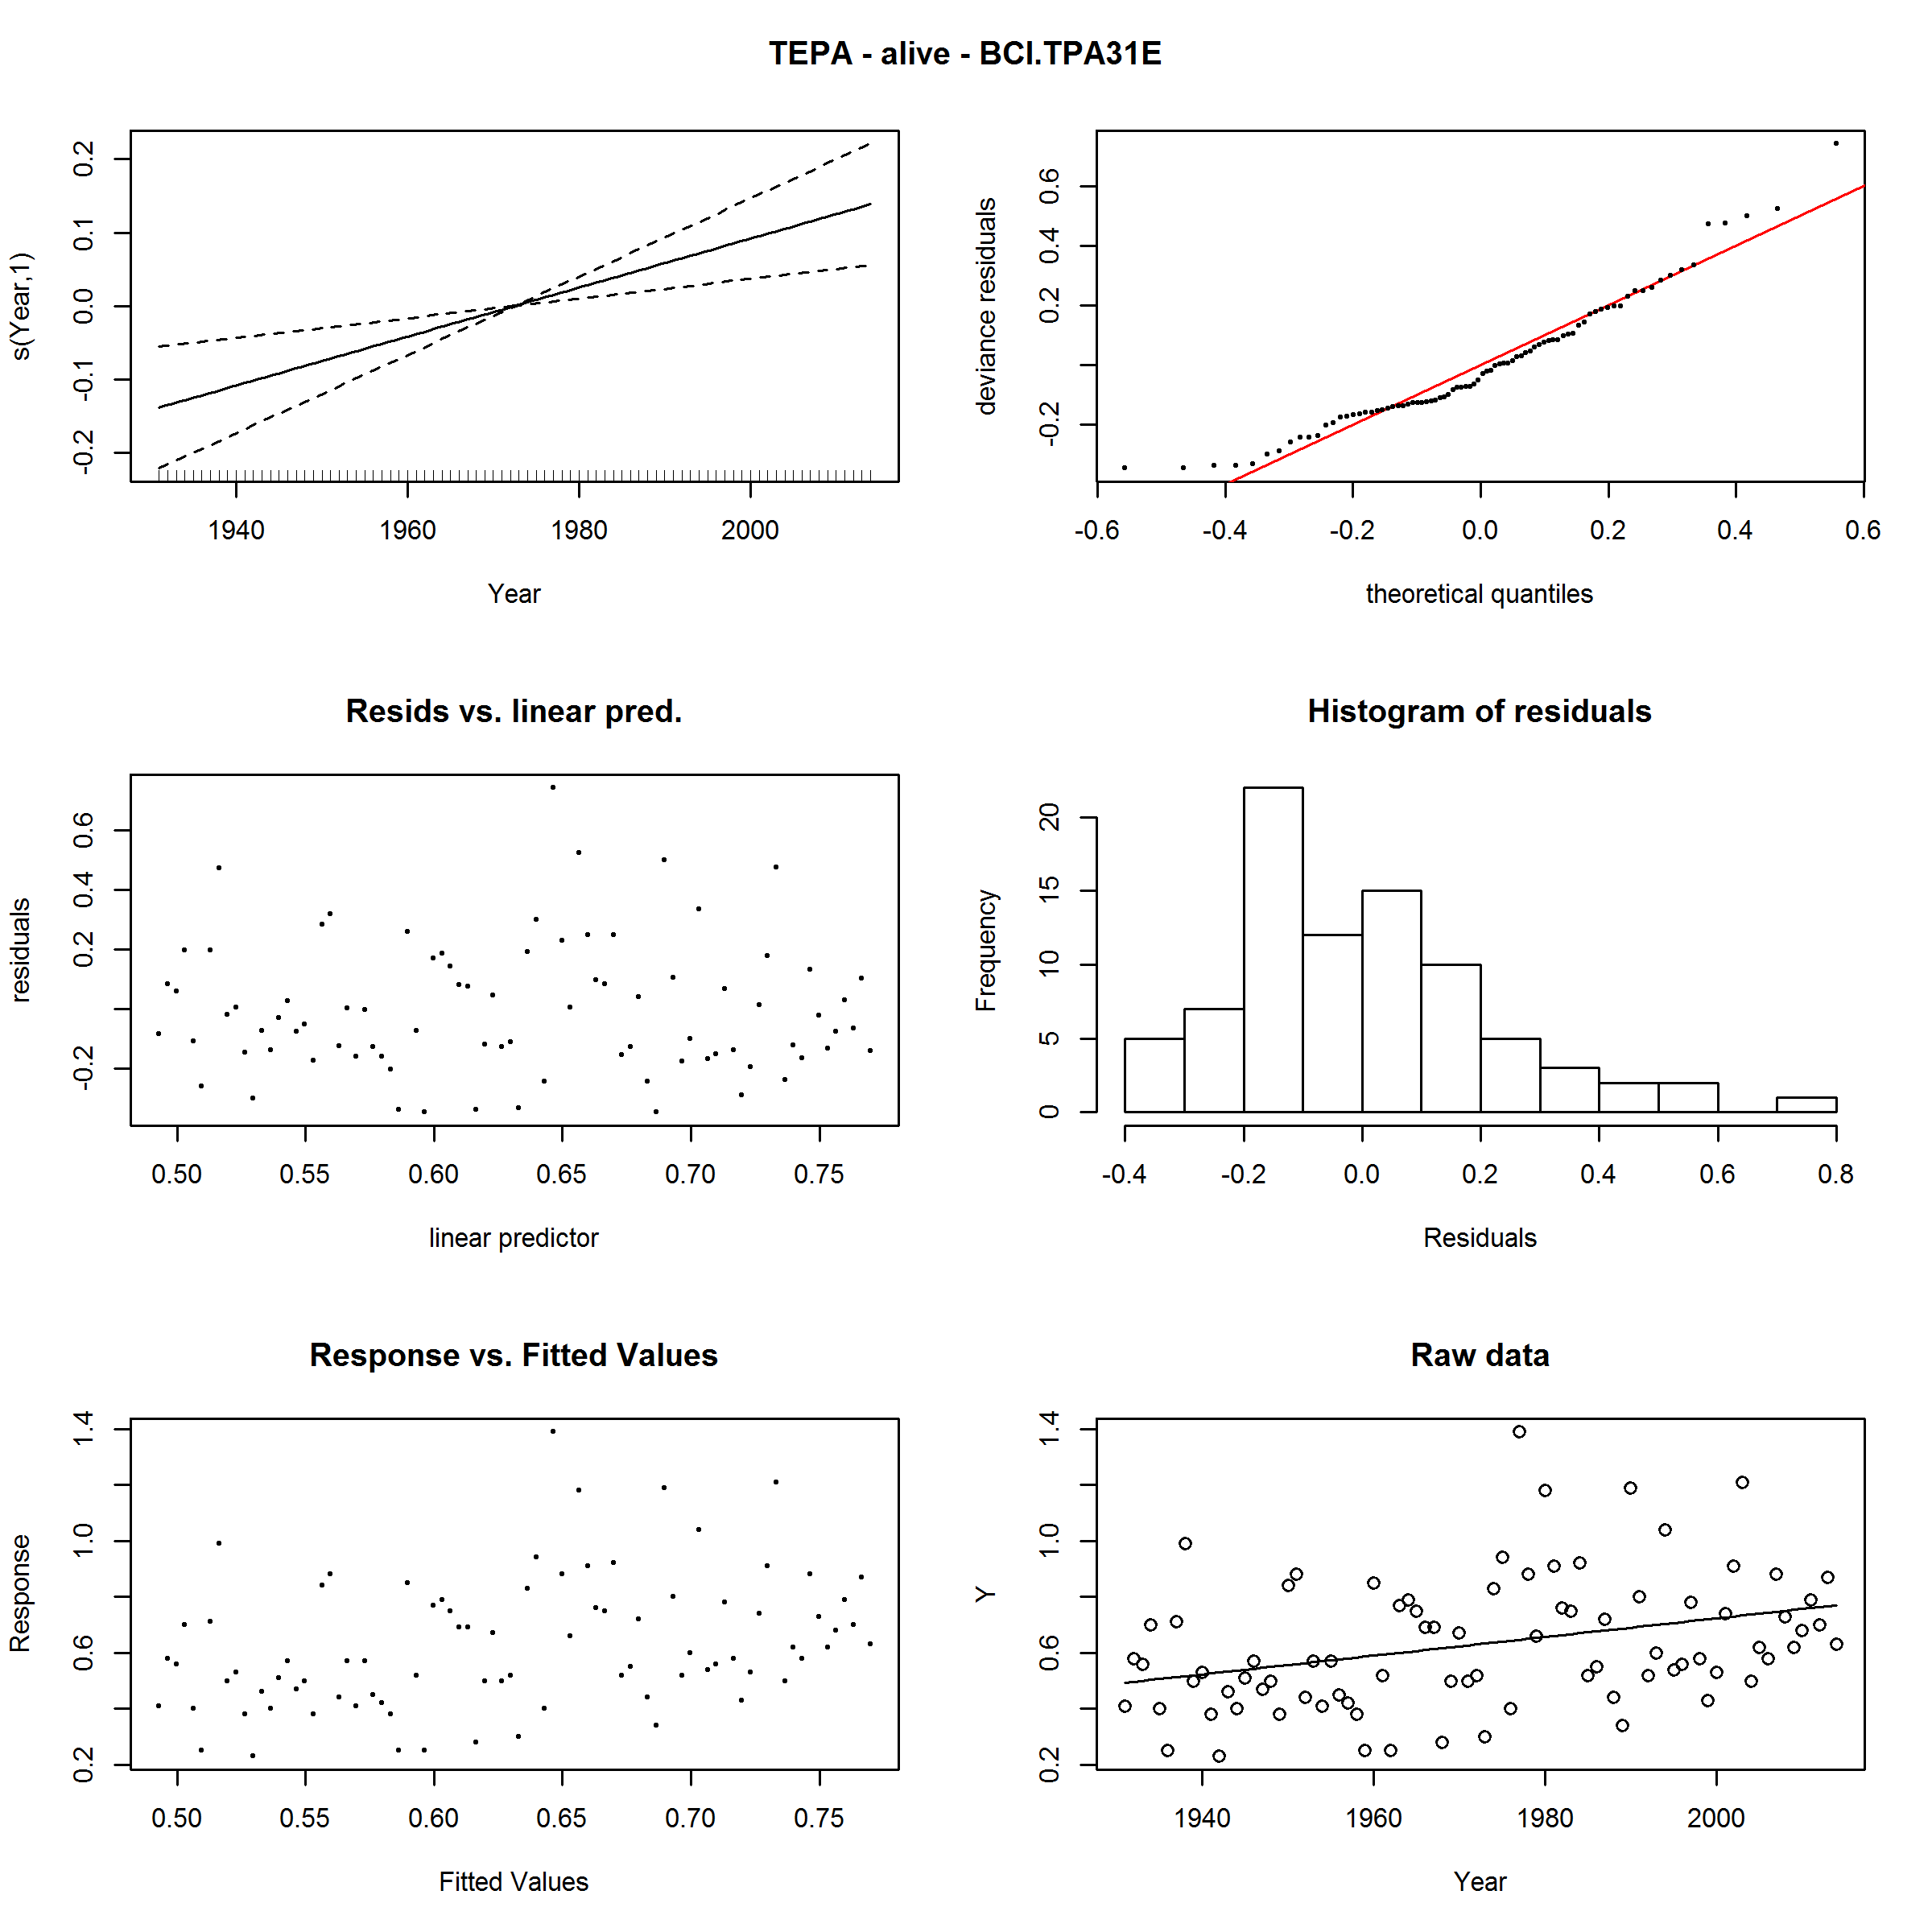 TEPA - alive - BCI.TPA31E
s(Year,1)
0.2
0.1
0.0
-0.1
-0.2
1940 1960 1980 2000
Year
deviance residuals
0.6
0.4
0.2
-0.2
-0.6 -0.4 -0.2 0.0 0.2 0.4 0.6
theoretical quantiles
Resids vs. linear pred.
residuals
0.6
0.4
0.2
-0.2
0.50 0.55 0.60 0.65 0.70 0.75
linear predictor
Histogram of residuals
Frequency
20
15
10
5
0
-0.4 -0.2 0.0 0.2 0.4 0.6 0.8
Residuals
Response vs. Fitted Values
Response
1.4
1.0
0.6
0.2
0.50 0.55 0.60 0.65 0.70 0.75
Fitted Values
Raw data
Y
1.4
1.0
0.6
0.2
1940 1960 1980 2000
Year